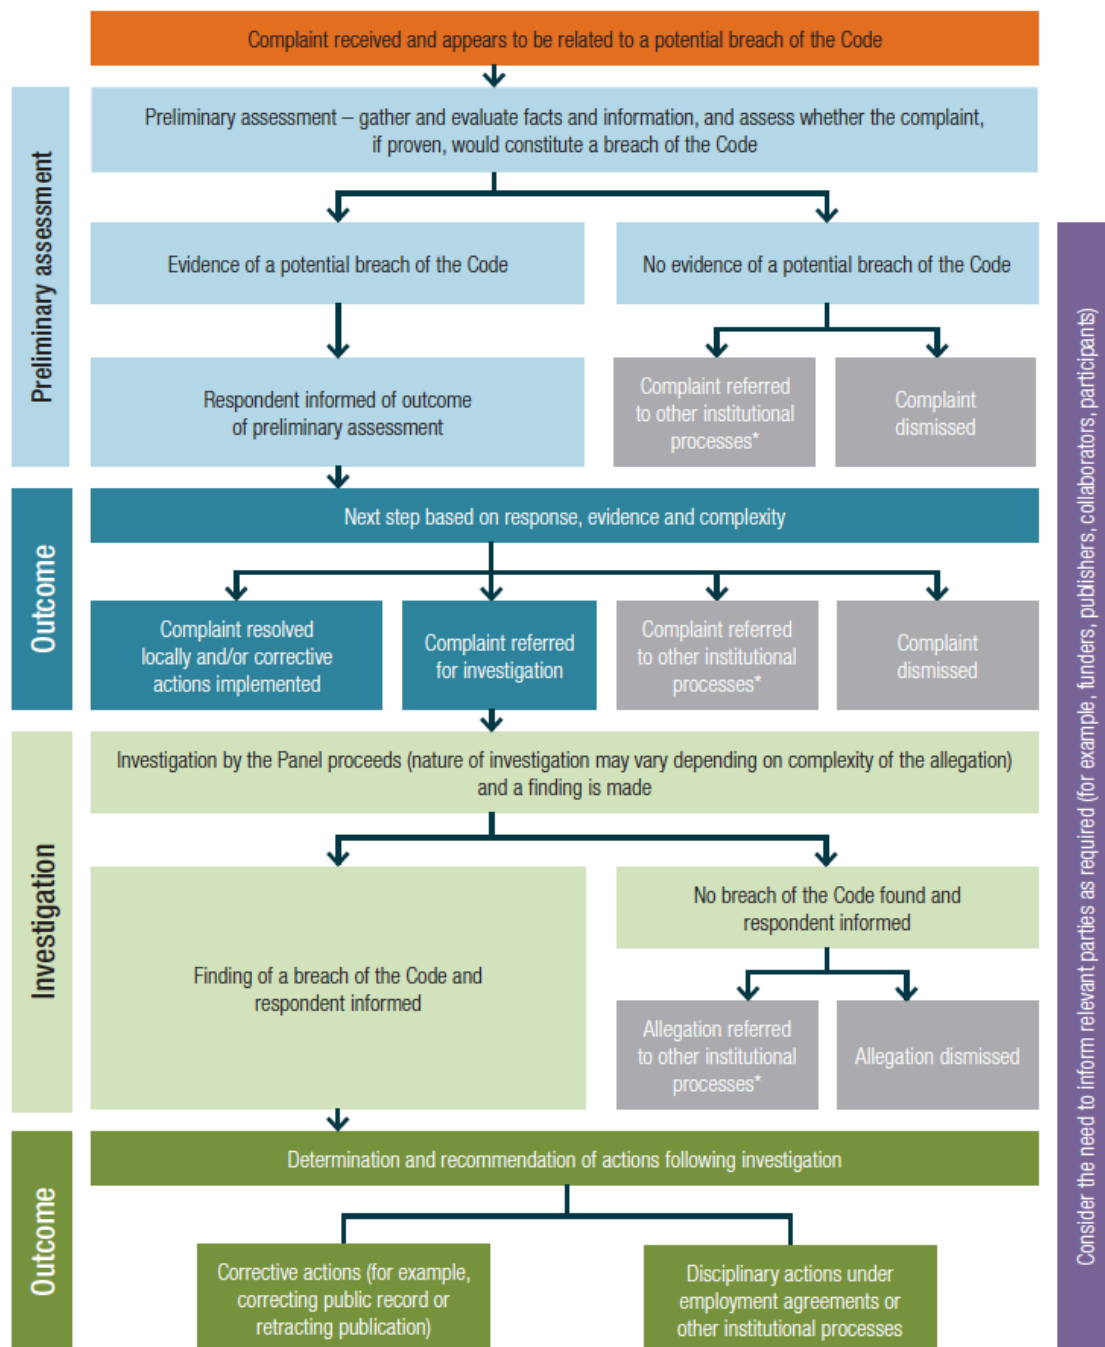 Complaint received and appears to be related to a potential breach of the Code
Preliminary assessment
Preliminary assessment – gather and evaluate facts and information, and assess whether the complaint,
if proven, would constitute a breach of the Code
Evidence of a potential breach of the Code
No evidence of a potential breach of the Code
Respondent informed of outcome
of preliminary assessment
Complaint referred
to other institutional
processes*
Complaint
dismissed
Outcome
Next step based on response, evidence and complexity
Complaint resolved
locally and/or corrective
actions implemented
Complaint referred
for investigation
Complaint referred
to other institutional
processes*
Complaint
dismissed
Investigation
Investigation by the Panel proceeds (nature of investigation may vary depending on complexity of the allegation)
and a finding is made
Finding of a breach of the Code and
respondent informed
No breach of the Code found and
respondent informed
Allegation referred
to other institutional
processes*
Allegation dismissed
Outcome
Determination and recommendation of actions following investigation
Corrective actions (for example,
correcting public record or
retracting publication)
Disciplinary actions under
employment agreements or
other institutional processes
Consider the need to inform relevant parties as required (for example, funders, publishers, collaborators, participants)